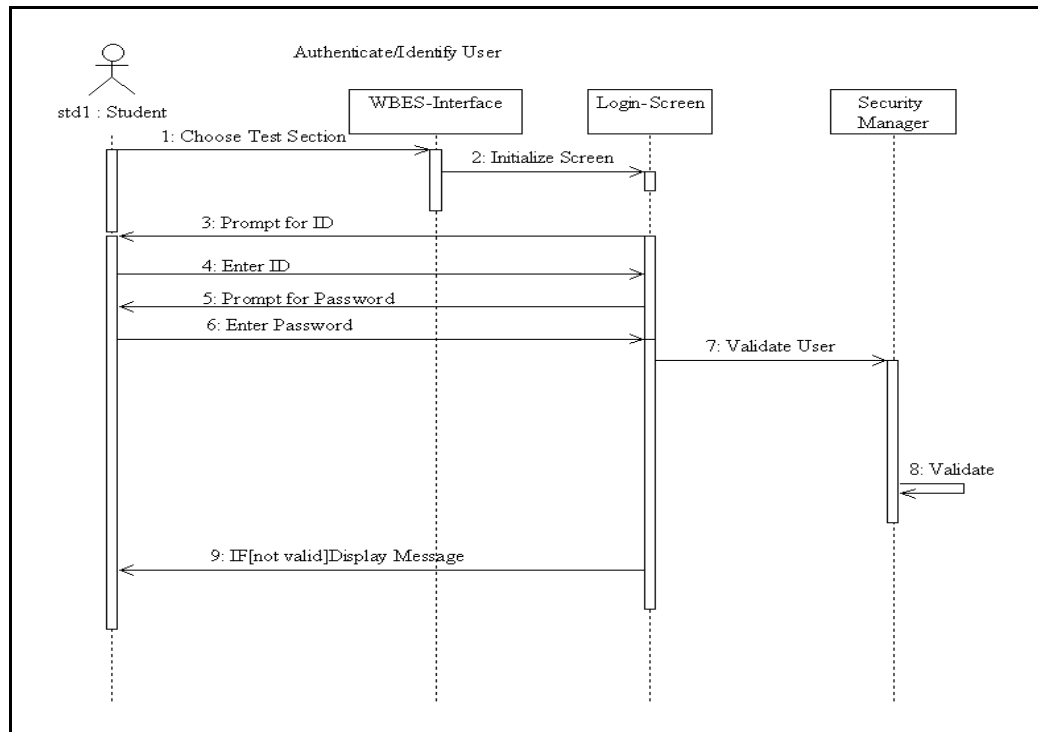 Authenticate/Identify User
std1 : Student
WBES-Interface
Login-Screen
Security
Manager
1: Choose Test Section
2: Initialize Screen
3: Prompt for ID
4: Enter ID
5: Prompt for Password
6: Enter Password
7: Validate User
8: Validate
9: IF[not valid]Display Message